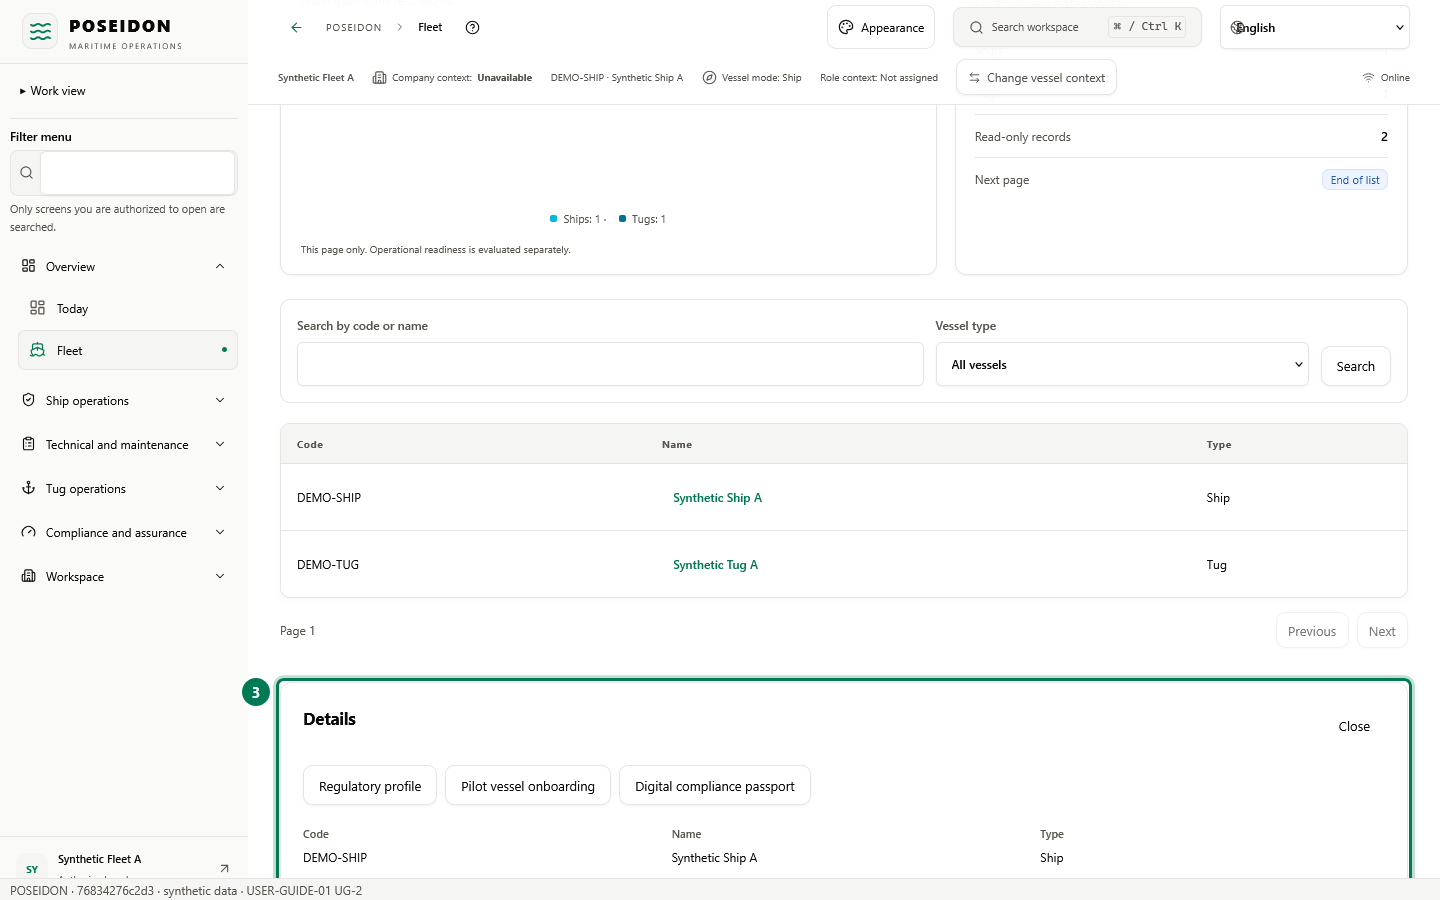 POSEIDON
MARITIME OPERATIONS
Work view
Filter menu
Only screens you are authorized to open are
searched.
Overview
Today
Fleet
Ship operations
Technical and maintenance
Tug operations
Compliance and assurance
Workspace
Synthetic Fleet A
SY
POSEIDON > Fleet
Appearance
Search workspace
⌘ / Ctrl K
English
Synthetic Fleet A
Company context: Unavailable
DEMO-SHIP · Synthetic Ship A
Vessel mode: Ship
Role context: Not assigned
Change vessel context
Online
Ships: 1 · Tugs: 1
This page only. Operational readiness is evaluated separately.
Read-only records 2
Next page End of list
Search by code or name
Vessel type
All vessels
Search
Code Name Type
DEMO-SHIP Synthetic Ship A Ship
DEMO-TUG Synthetic Tug A Tug
Page 1
Previous
Next
3
Details
Close
Regulatory profile
Pilot vessel onboarding
Digital compliance passport
Code Name Type
DEMO-SHIP Synthetic Ship A Ship
POSEIDON · 76834276c2d3 · synthetic data · USER-GUIDE-01 UG-2